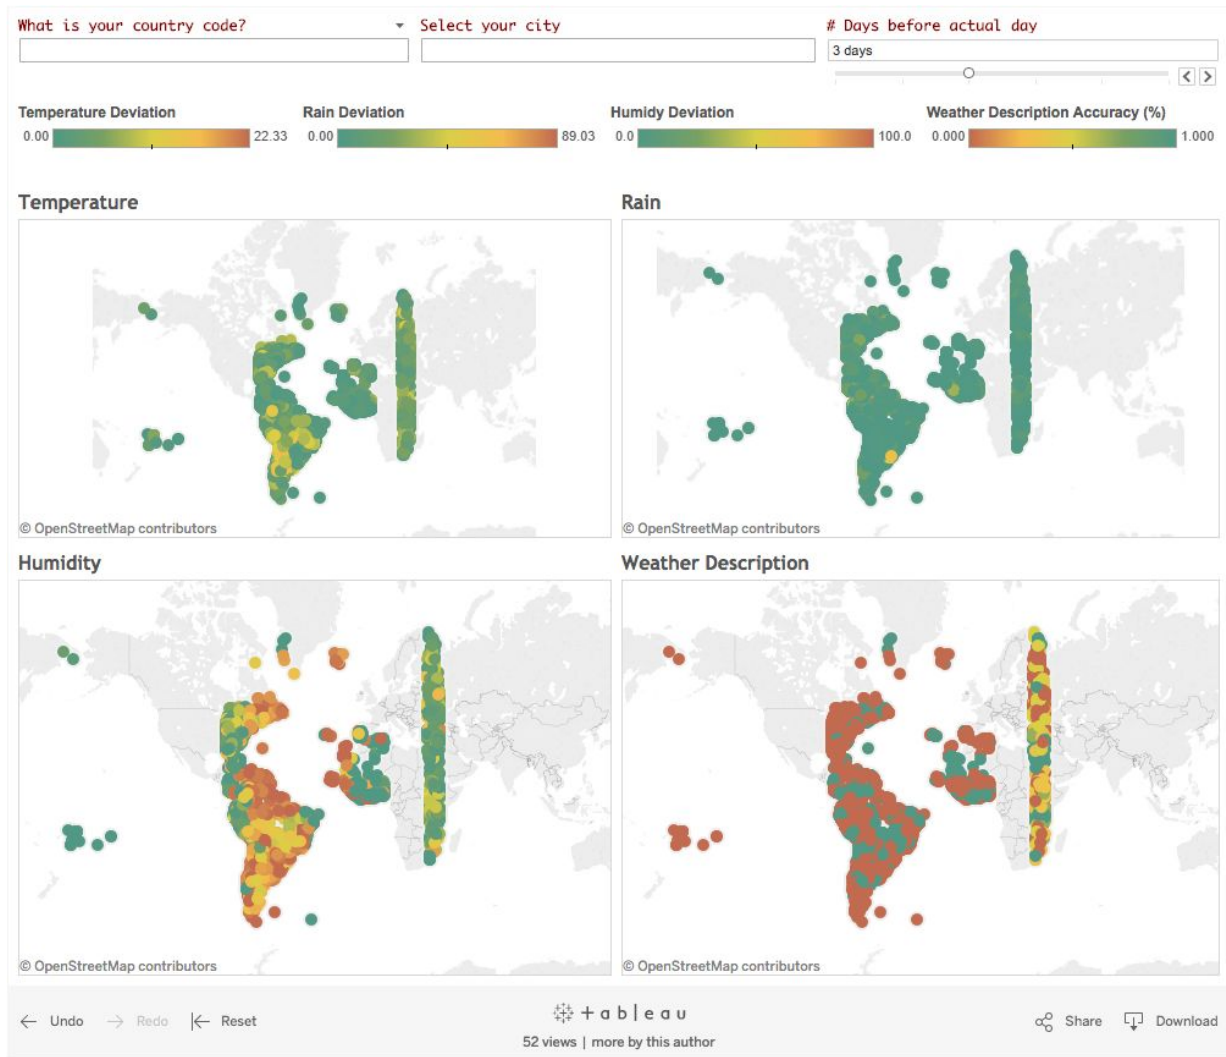 What is your country code?
Select your city
# Days before actual day
3 days
Temperature Deviation
0.00
22.33
Rain Deviation
0.00
89.03
Humidy Deviation
0.0
100.0
Weather Description Accuracy (%)
0.000
1.000
Temperature
© OpenStreetMap contributors
Rain
© OpenStreetMap contributors
Humidity
© OpenStreetMap contributors
Weather Description
© OpenStreetMap contributors
Undo
Redo
Reset
+ableau
52 views | more by this author
Share
Download